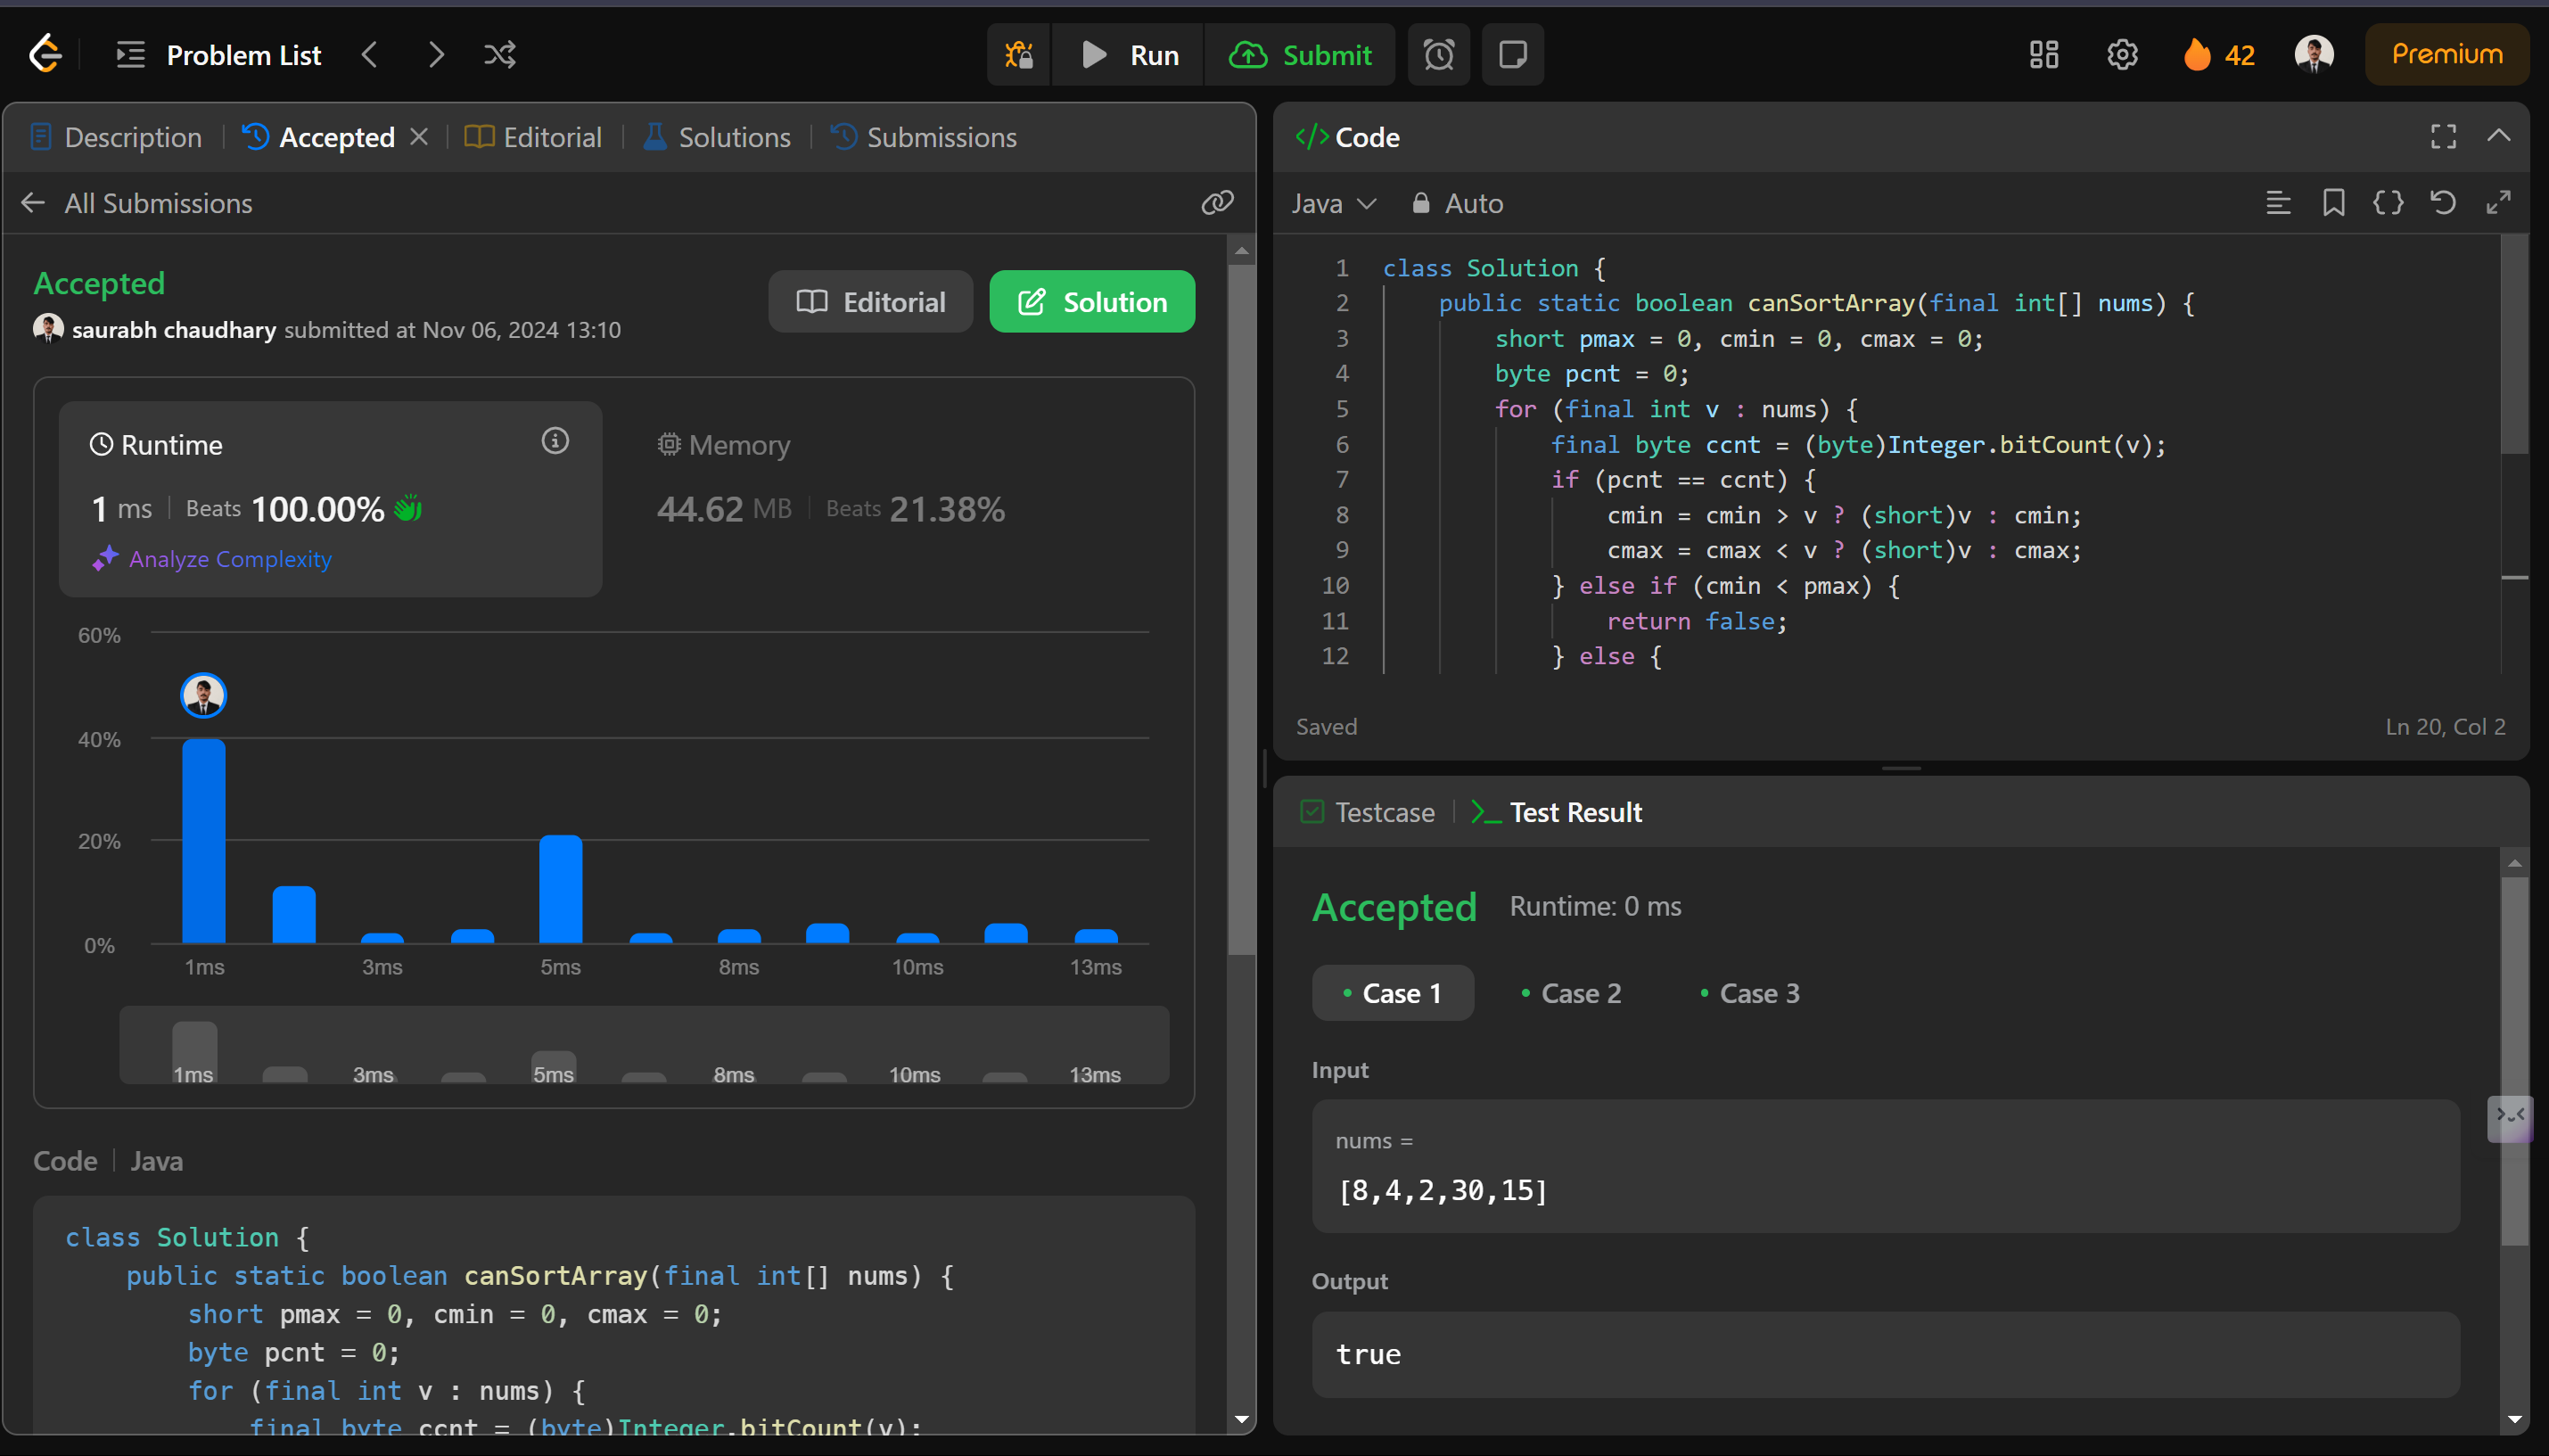 Problem List
Run
Submit
42
Premium
Description
Accepted
Editorial
Solutions
Submissions
All Submissions
Accepted
saurabh chaudhary submitted at Nov 06, 2024 13:10
Editorial
Solution
Runtime
1 ms
Beats 100.00%
Analyze Complexity
Memory
44.62 MB
Beats 21.38%
60%
40%
20%
0%
1ms 3ms 5ms 8ms 10ms 13ms
1ms 3ms 5ms 8ms 10ms 13ms
Code
Java
class Solution {
public static boolean canSortArray(final int[] nums) {
short pmax = 0, cmin = 0, cmax = 0;
byte pcnt = 0;
for (final int v : nums) {
final byte ccnt = (byte)Integer.bitCount(v);
</> Code
Java
Auto
1 class Solution {
2 public static boolean canSortArray(final int[] nums) {
3 short pmax = 0, cmin = 0, cmax = 0;
4 byte pcnt = 0;
5 for (final int v : nums) {
6 final byte ccnt = (byte)Integer.bitCount(v);
7 if (pcnt == ccnt) {
8 cmin = cmin > v ? (short)v : cmin;
9 cmax = cmax < v ? (short)v : cmax;
10 } else if (cmin < pmax) {
11 return false;
12 } else {
Saved
Ln 20, Col 2
Testcase
Test Result
Accepted
Runtime: 0 ms
Case 1
Case 2
Case 3
Input
nums =
[8,4,2,30,15]
Output
true